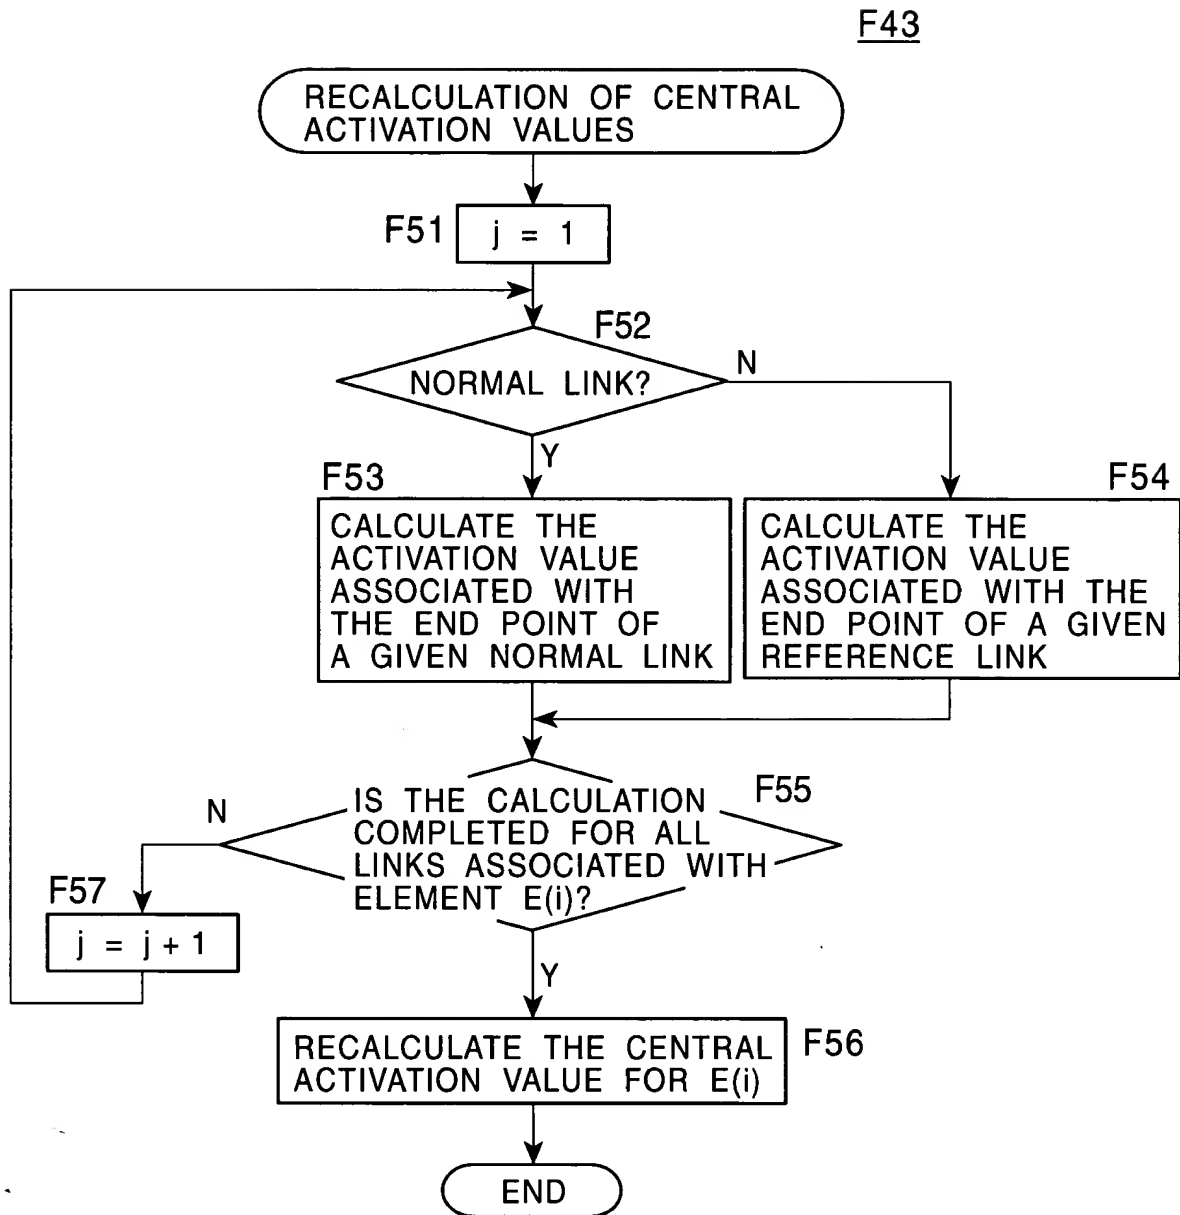 F43
RECALCULATION OF CENTRAL
ACTIVATION VALUES
F51
j = 1
F52
NORMAL LINK?
N
Y
F53
CALCULATE THE
ACTIVATION VALUE
ASSOCIATED WITH
THE END POINT OF
A GIVEN NORMAL LINK
F54
CALCULATE THE
ACTIVATION VALUE
ASSOCIATED WITH THE
END POINT OF A GIVEN
REFERENCE LINK
F55
IS THE CALCULATION
COMPLETED FOR ALL
LINKS ASSOCIATED WITH
ELEMENT E(i)?
N
F57
j = j + 1
Y
RECALCULATE THE CENTRAL
ACTIVATION VALUE FOR E(i)
F56
END